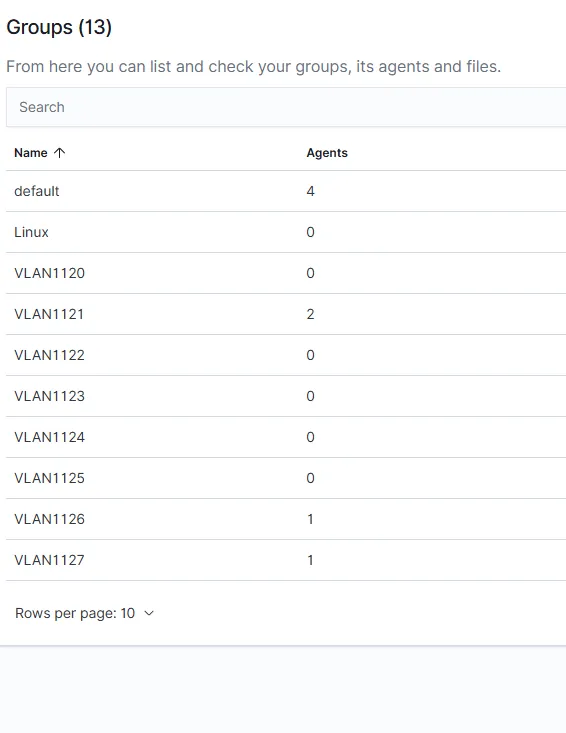 Groups (13)
From here you can list and check your groups, its agents and files.
Search
Name Agents
default 4
Linux 0
VLAN1120 0
VLAN1121 2
VLAN1122 0
VLAN1123 0
VLAN1124 0
VLAN1125 0
VLAN1126 1
VLAN1127 1
Rows per page: 10